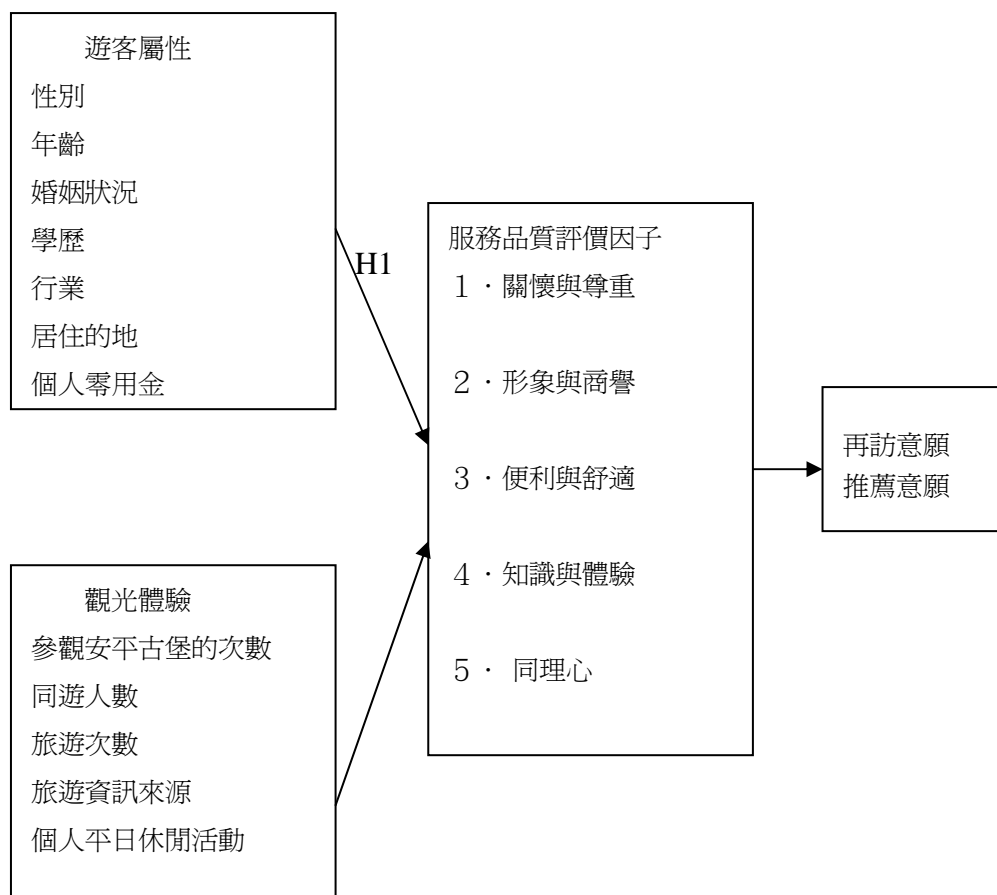 遊客屬性
性別
年齡
婚姻狀況
學歷
行業
居住的地
個人零用金
H1
服務品質評價因子
１．關懷與尊重
２．形象與商譽
３．便利與舒適
４．知識與體驗
５． 同理心
再訪意願
推薦意願
觀光體驗
參觀安平古堡的次數
同遊人數
旅遊次數
旅遊資訊來源
個人平日休閒活動